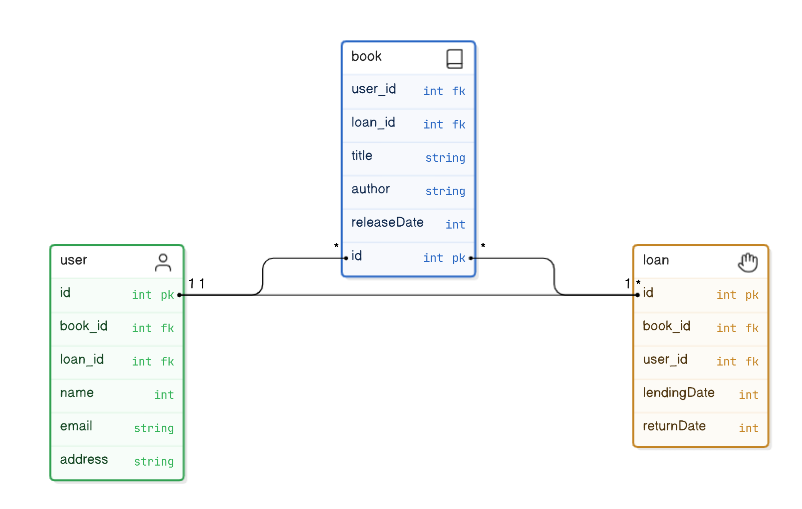 book
user_id int fk
loan_id int fk
title string
author string
releaseDate int
* id int pk *
user
id int pk 1 1
book_id int fk
loan_id int fk
name int
email string
address string
loan
1 * id int pk
book_id int fk
user_id int fk
lendingDate int
returnDate int